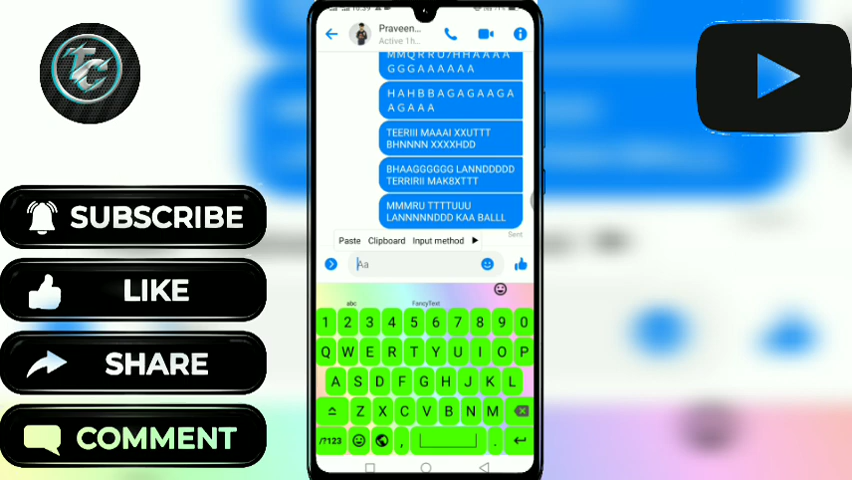 TC
SUBSCRIBE
LIKE
SHARE
COMMENT
Praveen...
Active 1h...
GGGAAAAAA
HAHBBAGAGAAGA
AGAAA
TEERIII MAAAI XXUTTT
BHNNNN XXXXHDD
BHAAGGGGGG LANNDDDDD
TERRIRII MAK8XTTT
MMMRU TTTTUUU
LANNNNNDDD KAA BALLL
Sent
Paste Clipboard Input method
Aa
abc FancyText
1 2 3 4 5 6 7 8 9 0
Q W E R T Y U I O P
A S D F G H J K L
Z X C V B N M
/?123 , .